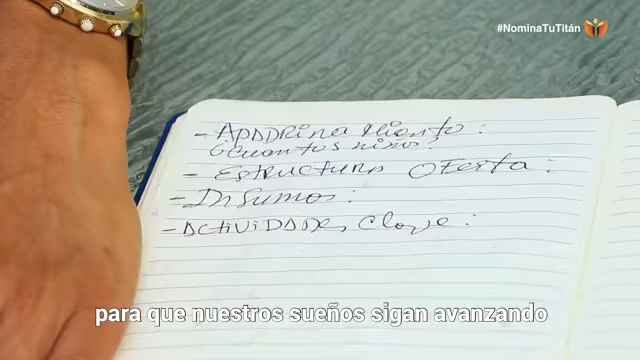 #NominaTuTitán
- Apadrinamiento:
¿cuantos niños?
- Estructura Oferta:
- Insumos:
- Actividades Clave:
para que nuestros sueños sigan avanzando